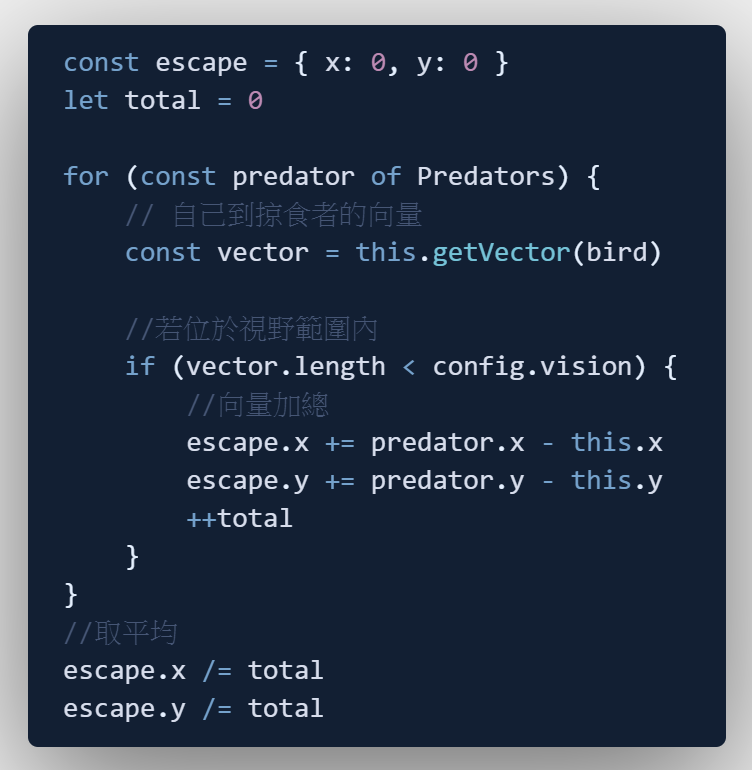 const escape = { x: 0, y: 0 }
let total = 0
for (const predator of Predators) {
// 自己到掠食者的向量
const vector = this.getVector(bird)
//若位於視野範圍內
if (vector.length < config.vision) {
//向量加總
escape.x += predator.x - this.x
escape.y += predator.y - this.y
++total
}
}
//取平均
escape.x /= total
escape.y /= total